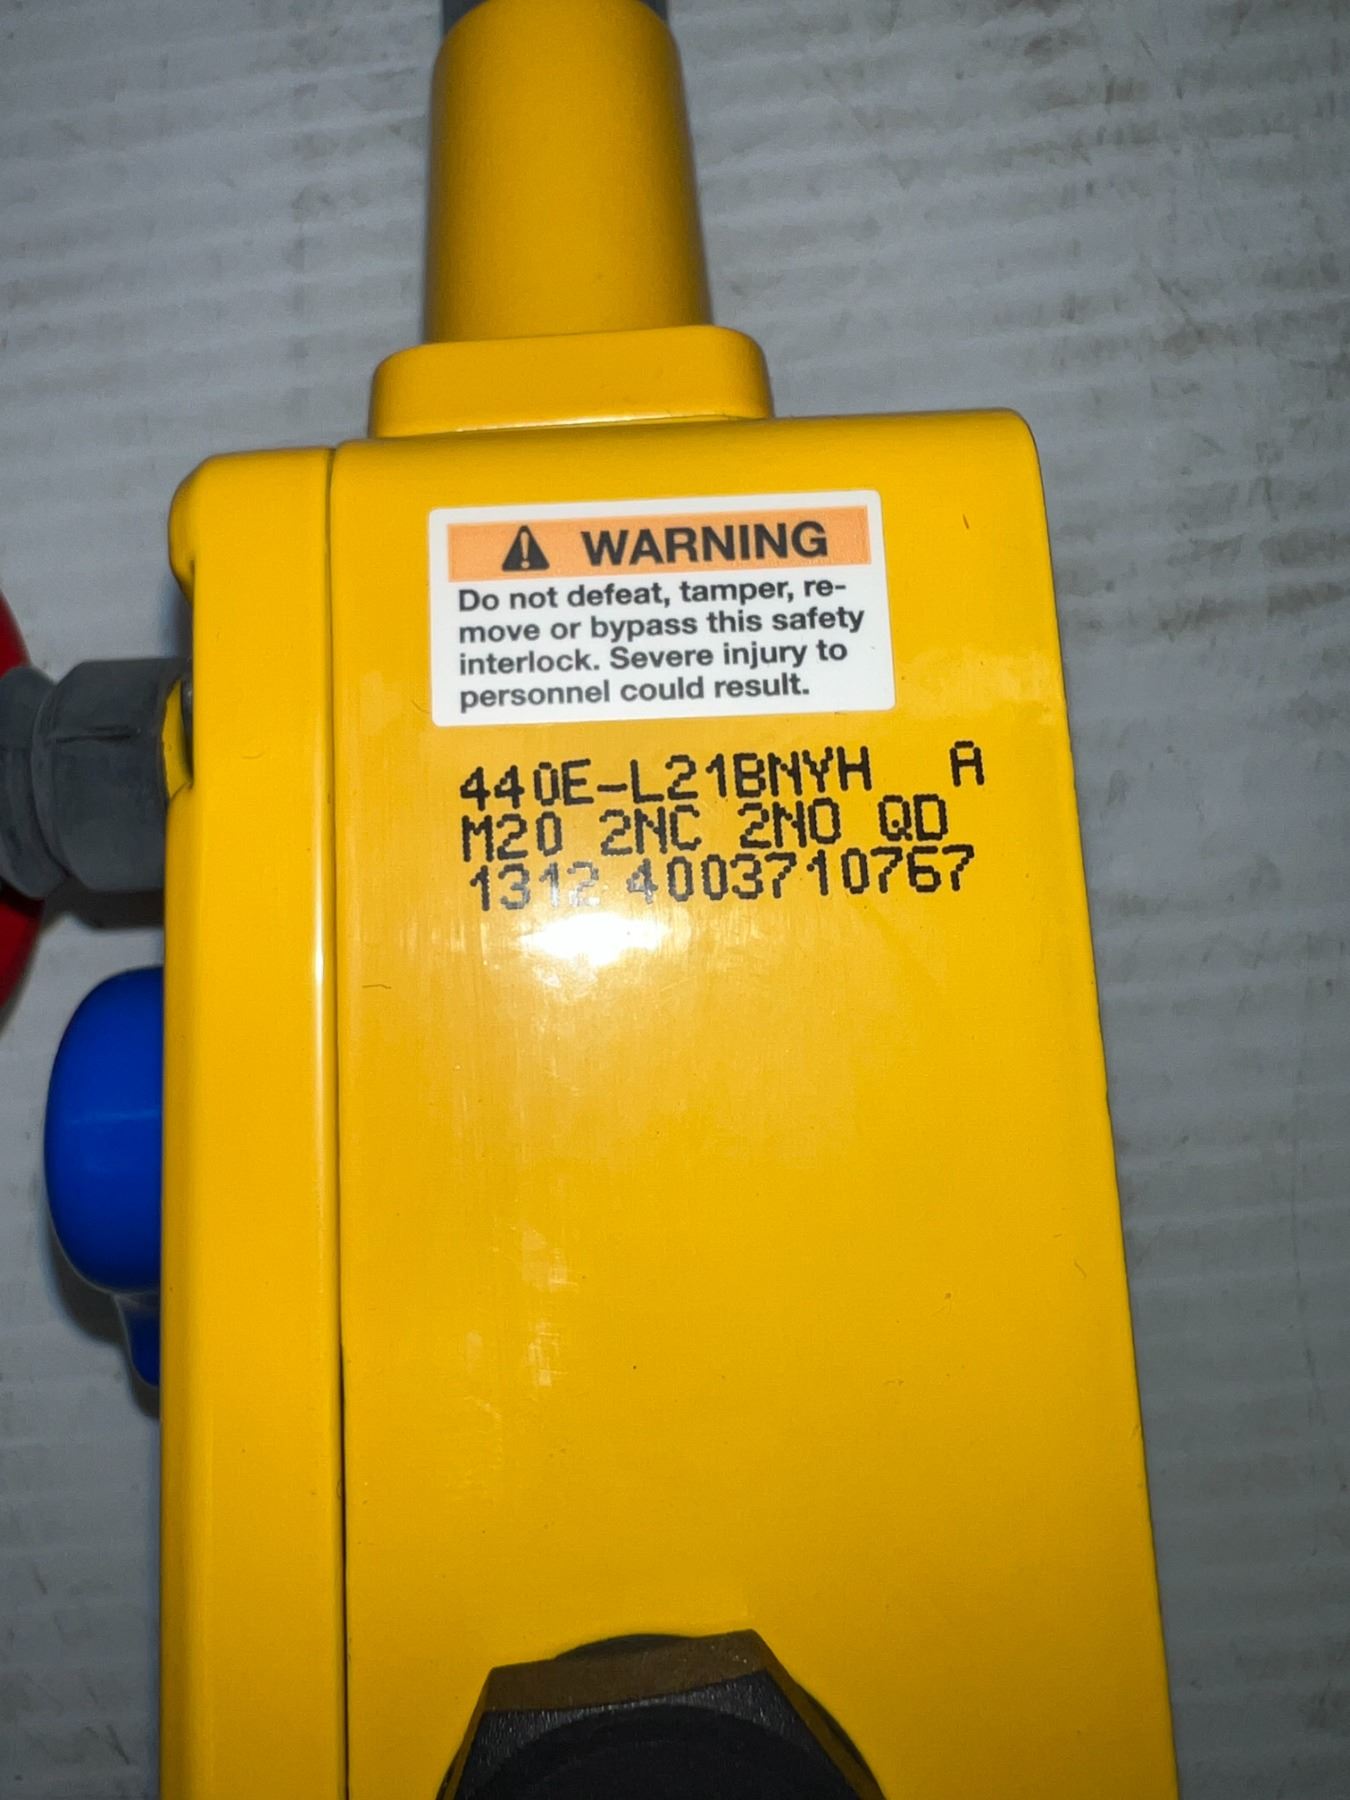 WARNING
Do not defeat, tamper, re-
move or bypass this safety
interlock. Severe injury to
personnel could result.
440E-L21BNYH A
M20 2NC 2NO QD
1312 4003710767